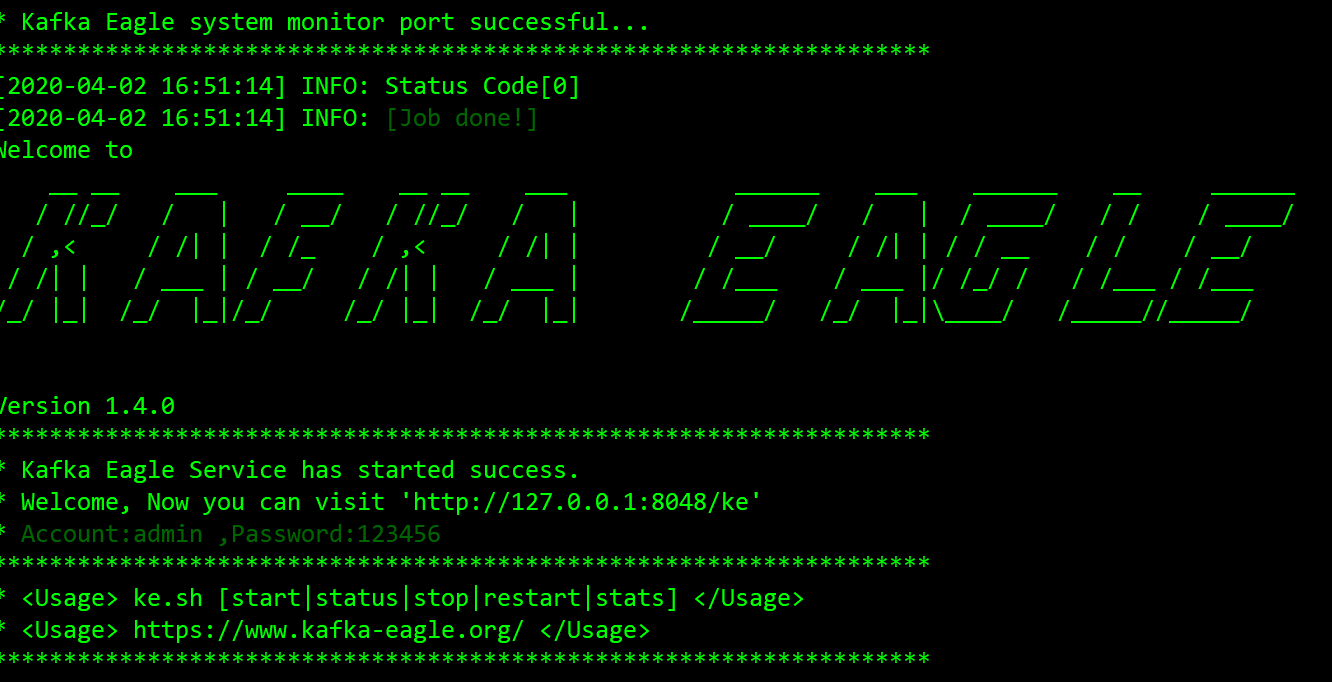 * Kafka Eagle system monitor port successful...
*******************************************************************
[2020-04-02 16:51:14] INFO: Status Code[0]
[2020-04-02 16:51:14] INFO: [Job done!]
Welcome to
KAFKA EAGLE
Version 1.4.0
*******************************************************************
* Kafka Eagle Service has started success.
* Welcome, Now you can visit 'http://127.0.0.1:8048/ke'
* Account:admin ,Password:123456
*******************************************************************
* <Usage> ke.sh [start|status|stop|restart|stats] </Usage>
* <Usage> https://www.kafka-eagle.org/ </Usage>
*******************************************************************